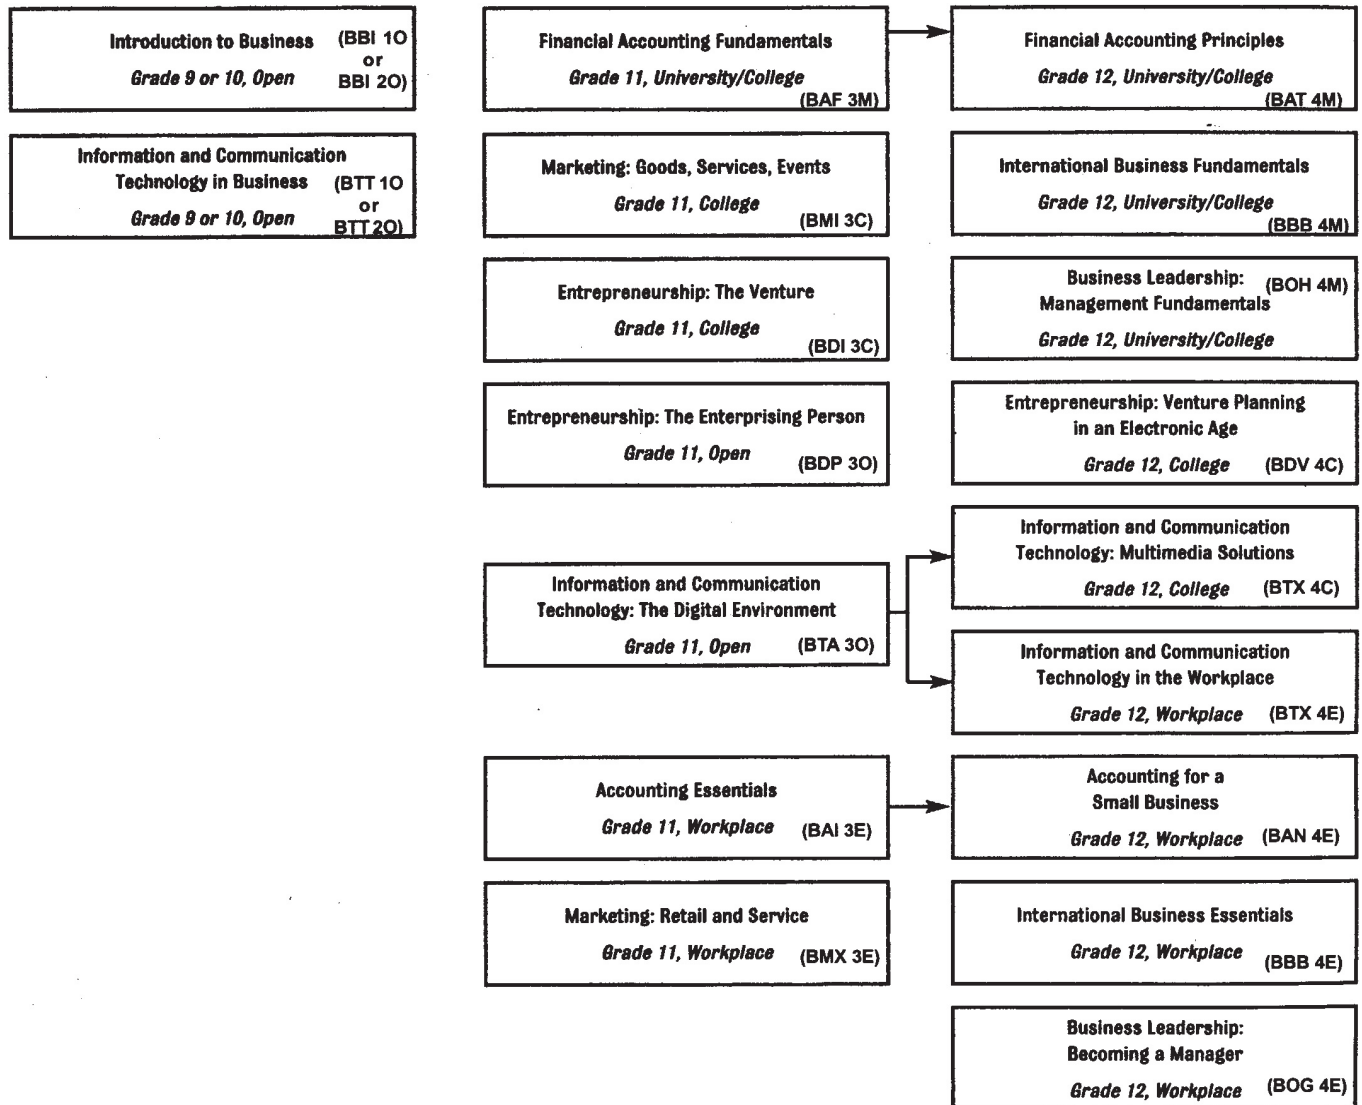 Introduction to Business (BBI 1O
or
Grade 9 or 10, Open BBI 2O)
Information and Communication
Technology in Business (BTT 1O
or
Grade 9 or 10, Open BTT 2O)
Financial Accounting Fundamentals
Grade 11, University/College
(BAF 3M)
Marketing: Goods, Services, Events
Grade 11, College
(BMI 3C)
Entrepreneurship: The Venture
Grade 11, College
(BDI 3C)
Entrepreneurship: The Enterprising Person
Grade 11, Open (BDP 3O)
Information and Communication
Technology: The Digital Environment
Grade 11, Open (BTA 3O)
Accounting Essentials
Grade 11, Workplace (BAI 3E)
Marketing: Retail and Service
Grade 11, Workplace (BMX 3E)
Financial Accounting Principles
Grade 12, University/College
(BAT 4M)
International Business Fundamentals
Grade 12, University/College
(BBB 4M)
Business Leadership: (BOH 4M)
Management Fundamentals
Grade 12, University/College
Entrepreneurship: Venture Planning
in an Electronic Age
Grade 12, College (BDV 4C)
Information and Communication
Technology: Multimedia Solutions
Grade 12, College (BTX 4C)
Information and Communication
Technology in the Workplace
Grade 12, Workplace (BTX 4E)
Accounting for a
Small Business
Grade 12, Workplace (BAN 4E)
International Business Essentials
Grade 12, Workplace (BBB 4E)
Business Leadership:
Becoming a Manager
Grade 12, Workplace (BOG 4E)